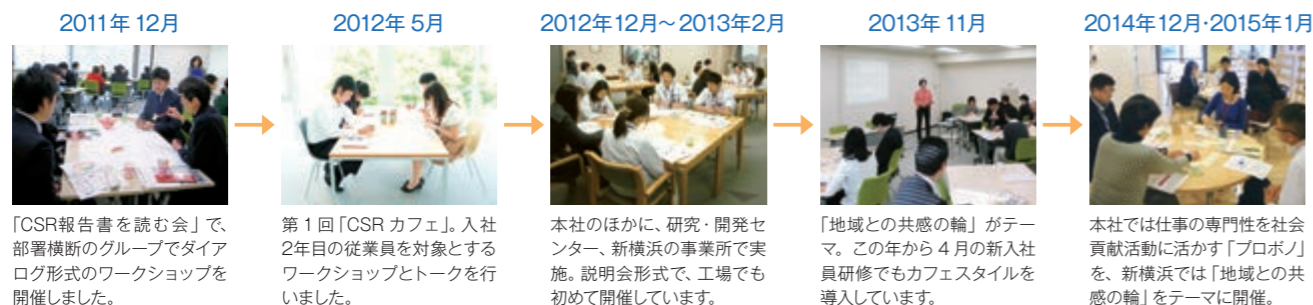 2011年 12月
「CSR報告書を読む会」で、
部署横断のグループでダイア
ログ形式のワークショップを
開催しました。
2012年 5月
第1回「CSR カフェ」。入社
2年目の従業員を対象とする
ワークショップとトークを行
いました。
2012年12月～2013年2月
本社のほかに、研究・開発セ
ンター、新横浜の事業所で実
施。説明会形式で、工場でも
初めて開催しています。
2013年 11月
「地域との共感の輪」がテー
マ。この年から 4 月の新入社
員研修でもカフェスタイルを
導入しています。
2014年12月・2015年1月
本社では仕事の専門性を社会
貢献活動に活かす「プロボノ」
を、新横浜では「地域との共
感の輪」をテーマに開催。